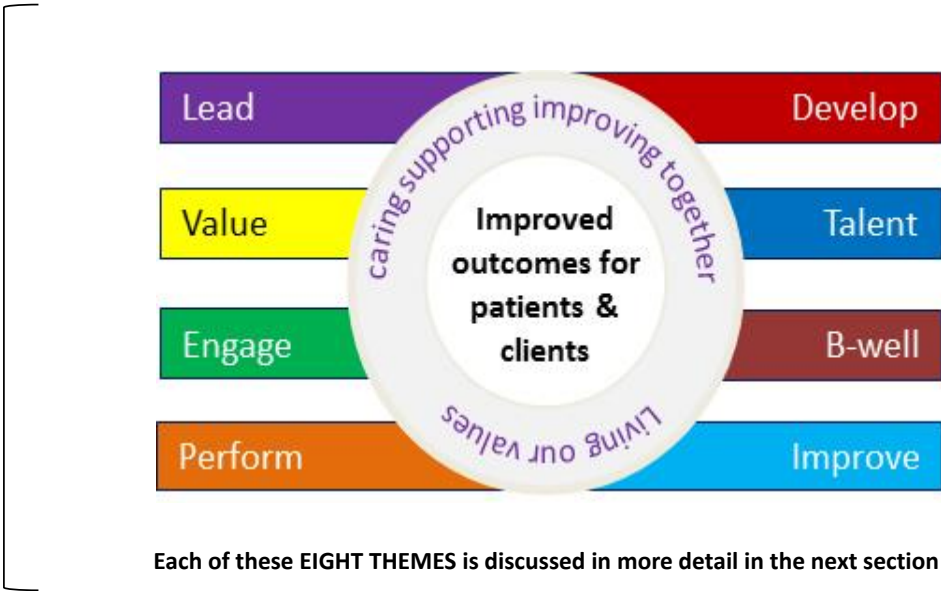 Lead
Develop
caring supporting improving together
Value
Talent
Improved
outcomes for
patients &
clients
Engage
B-well
Living our values
Perform
Improve
Each of these EIGHT THEMES is discussed in more detail in the next section